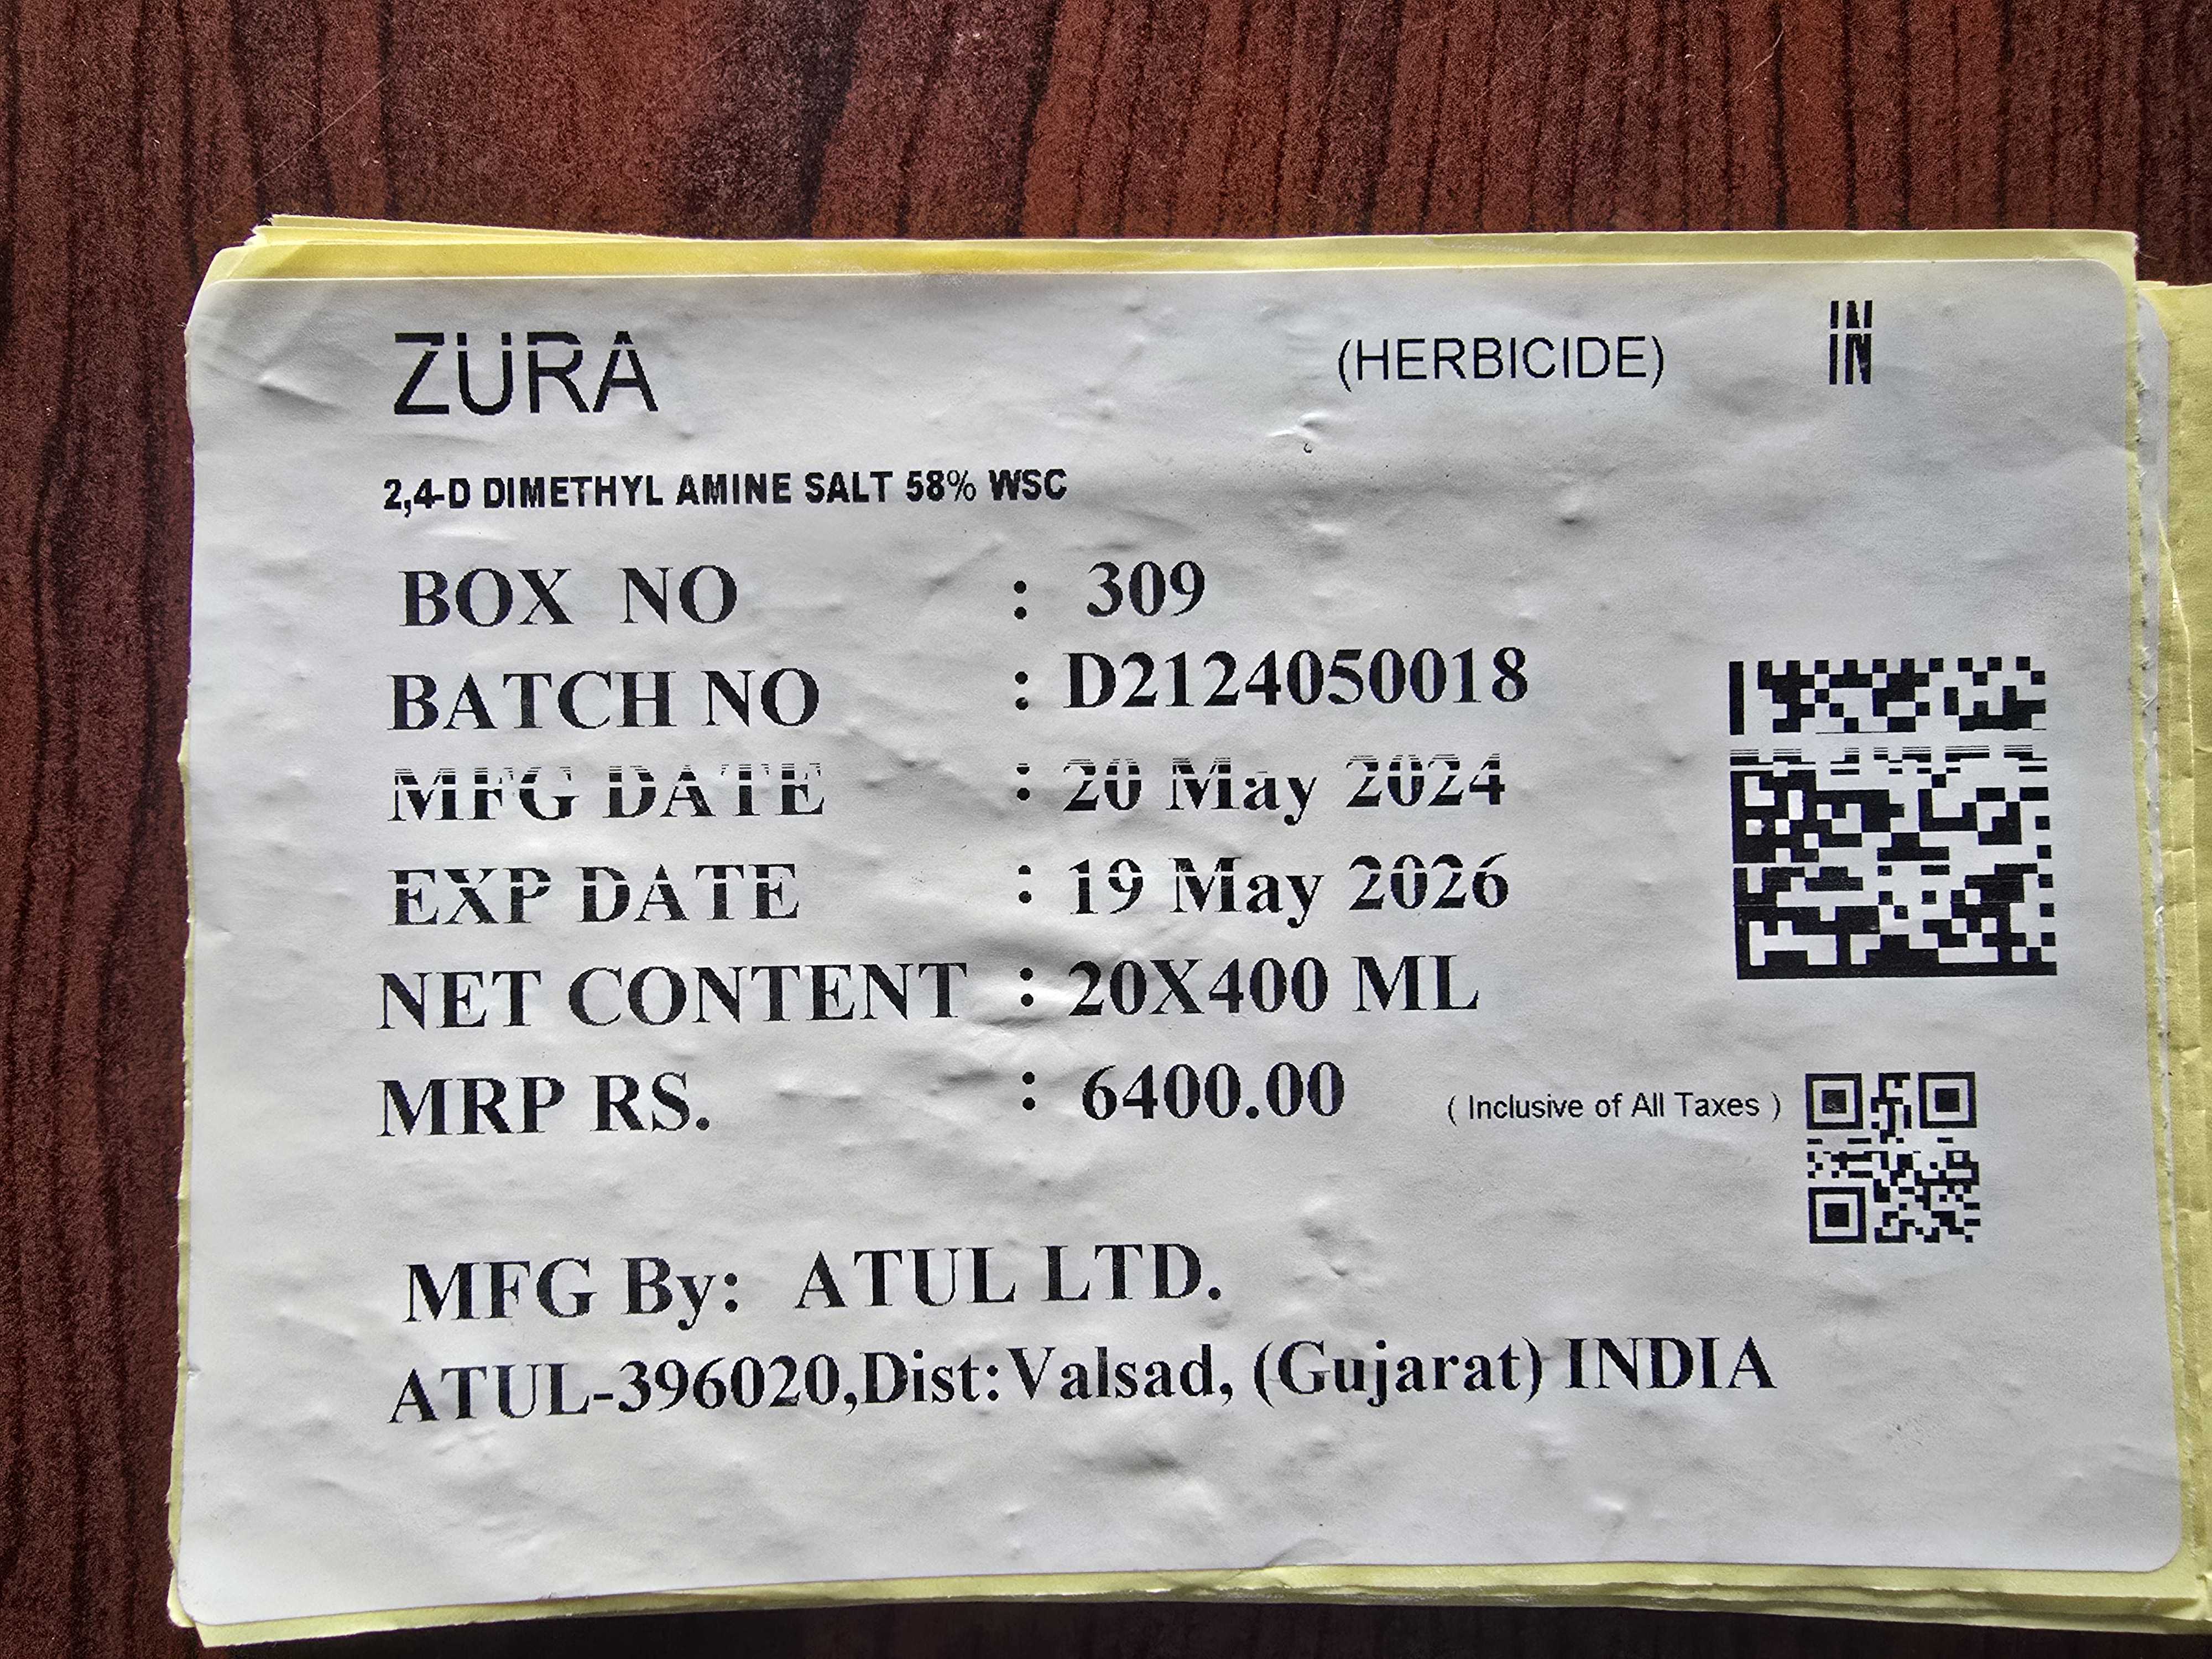 ZURA (HERBICIDE) IN
2,4-D DIMETHYL AMINE SALT 58% WSC
BOX NO : 309
BATCH NO : D2124050018
MFG DATE : 20 May 2024
EXP DATE : 19 May 2026
NET CONTENT : 20X400 ML
MRP RS. : 6400.00 ( Inclusive of All Taxes )
MFG By: ATUL LTD.
ATUL-396020,Dist:Valsad, (Gujarat) INDIA